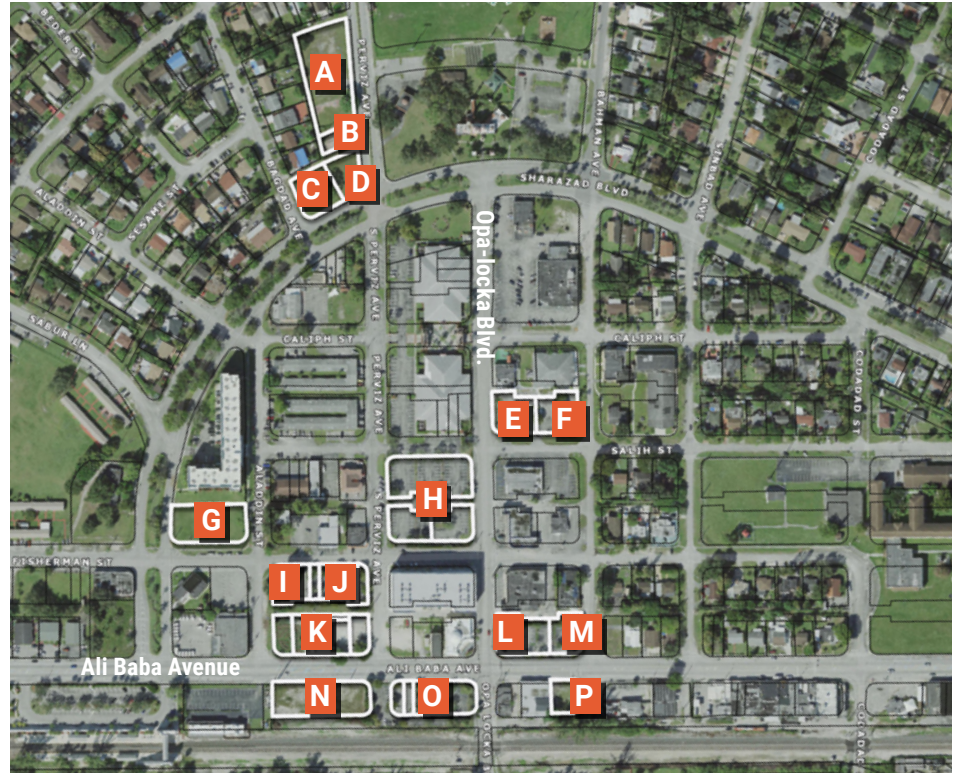 BEDER ST
PERVIZ AVE
A
B
C
D
BAHMAN AVE
SINBAD AVE
CODADAD ST
ALADDIN ST
SESAME ST
BAGDAD AVE
SHARAZAD BLVD
Opa-locka Blvd.
S PERVIZ AVE
SABUR LN
CALIPH ST
CALIPH ST
PERVIZ AVE
CODADAD ST
E
F
SALIH ST
H
G
ALADDIN ST
S PERVIZ AVE
FISHERMAN ST
I
J
K
L
M
Ali Baba Avenue
ALI BABA AVE
N
O
P
OPA LOCKA
CODADAD